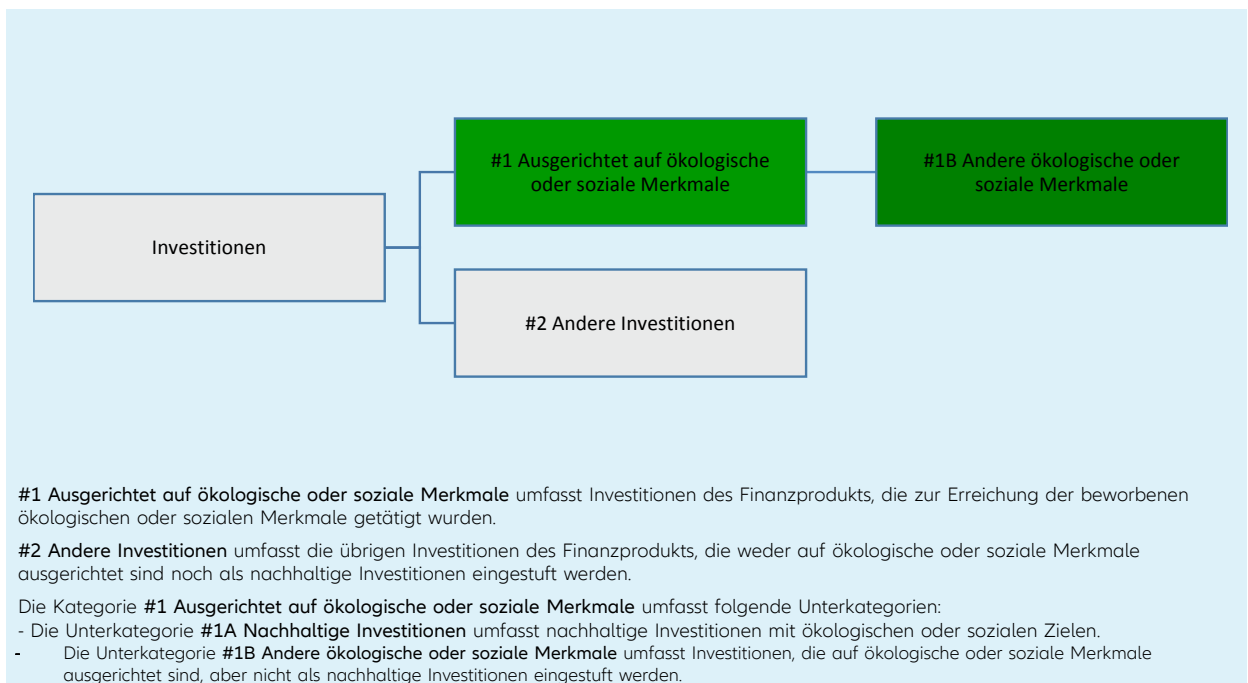 #1 Ausgerichtet auf ökologische
oder soziale Merkmale
#1B Andere ökologische oder
soziale Merkmale
Investitionen
#2 Andere Investitionen
#1 Ausgerichtet auf ökologische oder soziale Merkmale umfasst Investitionen des Finanzprodukts, die zur Erreichung der beworbenen
ökologischen oder sozialen Merkmale getätigt wurden.
#2 Andere Investitionen umfasst die übrigen Investitionen des Finanzprodukts, die weder auf ökologische oder soziale Merkmale
ausgerichtet sind noch als nachhaltige Investitionen eingestuft werden.
Die Kategorie #1 Ausgerichtet auf ökologische oder soziale Merkmale umfasst folgende Unterkategorien:
- Die Unterkategorie #1A Nachhaltige Investitionen umfasst nachhaltige Investitionen mit ökologischen oder sozialen Zielen.
- Die Unterkategorie #1B Andere ökologische oder soziale Merkmale umfasst Investitionen, die auf ökologische oder soziale Merkmale
ausgerichtet sind, aber nicht als nachhaltige Investitionen eingestuft werden.